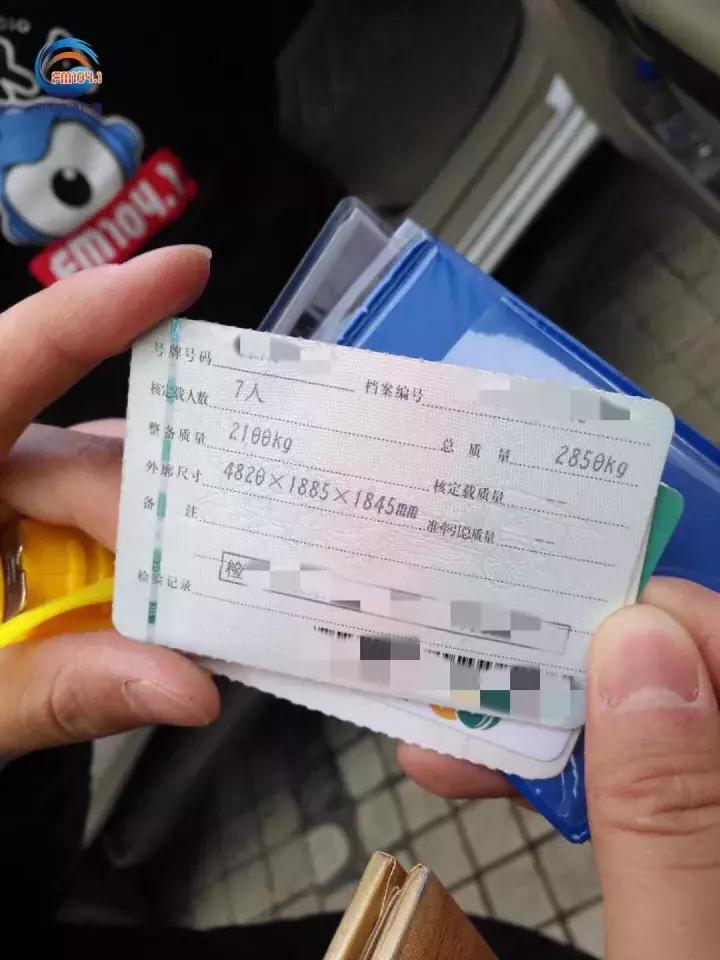 FM104.1
FM104.1
号牌号码
档案编号
核定载人数 7人
整备质量 2100kg 总质量 2850kg
外廓尺寸 4820×1885×1845mm 核定载质量 --
备注 准牵引总质量 --
检验记录 检